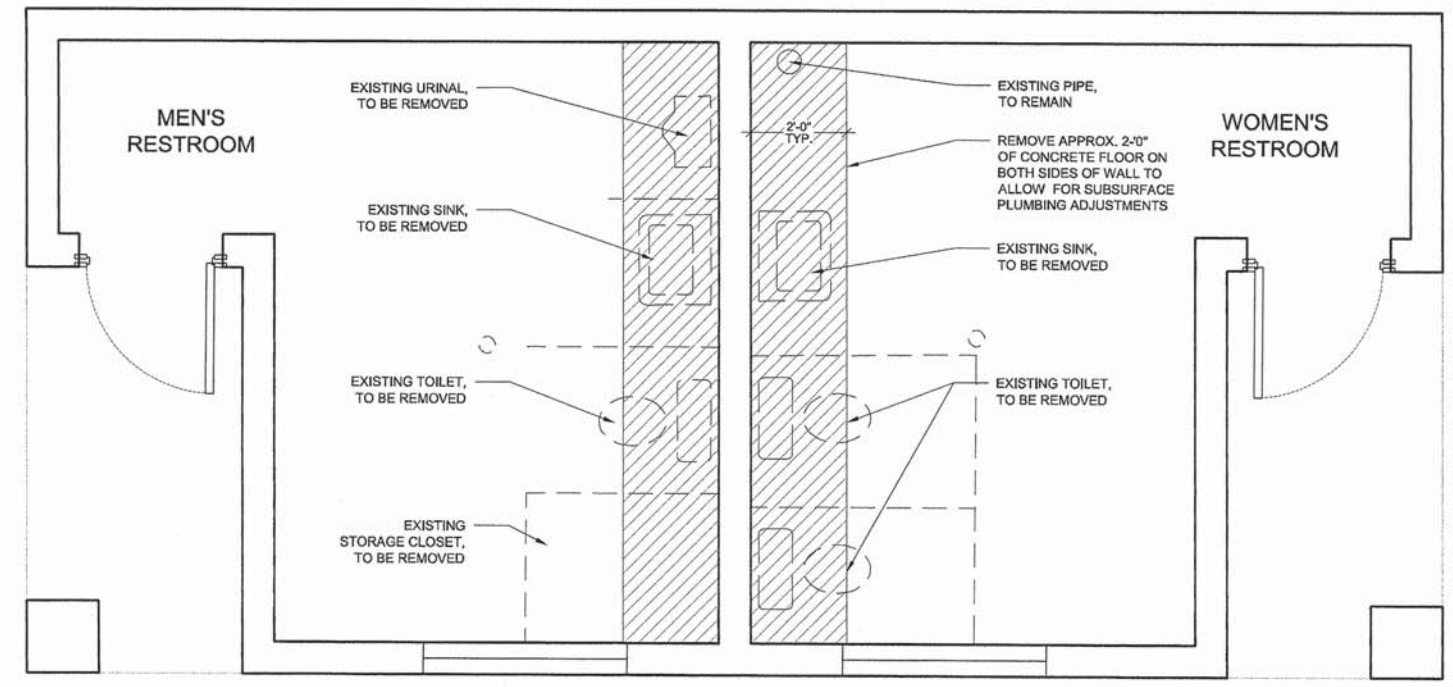 MEN'S
RESTROOM
EXISTING URINAL,
TO BE REMOVED
EXISTING SINK,
TO BE REMOVED
EXISTING TOILET,
TO BE REMOVED
EXISTING
STORAGE CLOSET,
TO BE REMOVED
2'-0"
TYP.
EXISTING PIPE,
TO REMAIN
REMOVE APPROX. 2'-0"
OF CONCRETE FLOOR ON
BOTH SIDES OF WALL TO
ALLOW FOR SUBSURFACE
PLUMBING ADJUSTMENTS
EXISTING SINK,
TO BE REMOVED
EXISTING TOILET,
TO BE REMOVED
WOMEN'S
RESTROOM